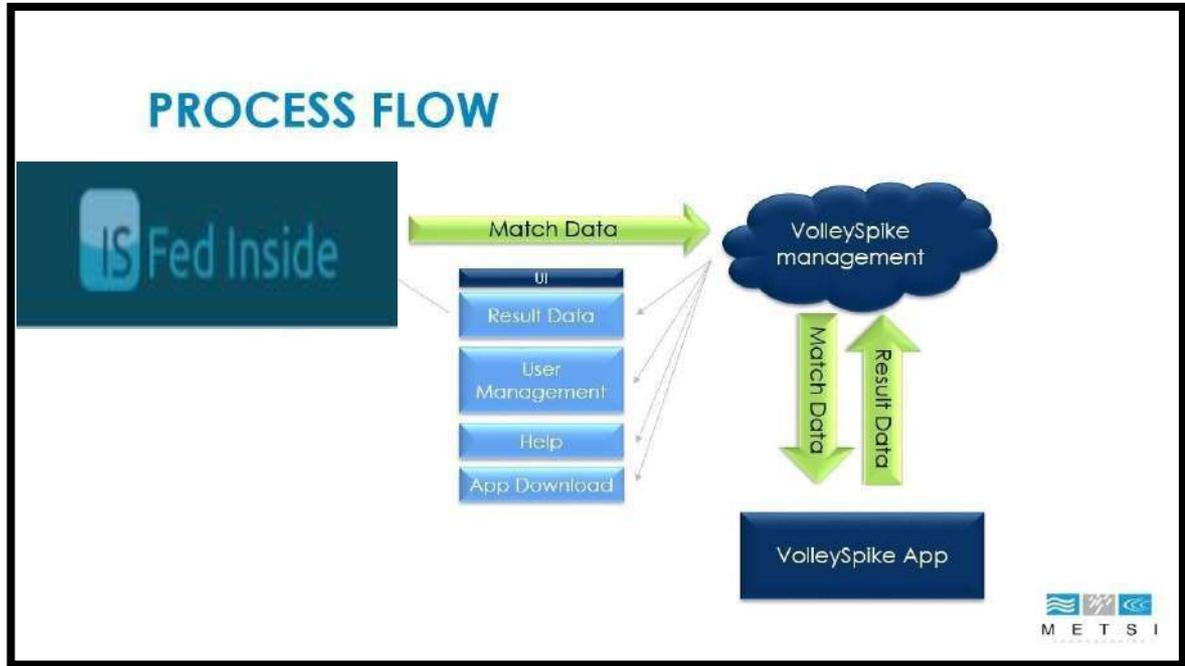 PROCESS FLOW
IS Fed Inside
Match Data
VolleySpike
management
UI
Result Data
User
Management
Help
App Download
Match Data
Result Data
VolleySpike App
METSI